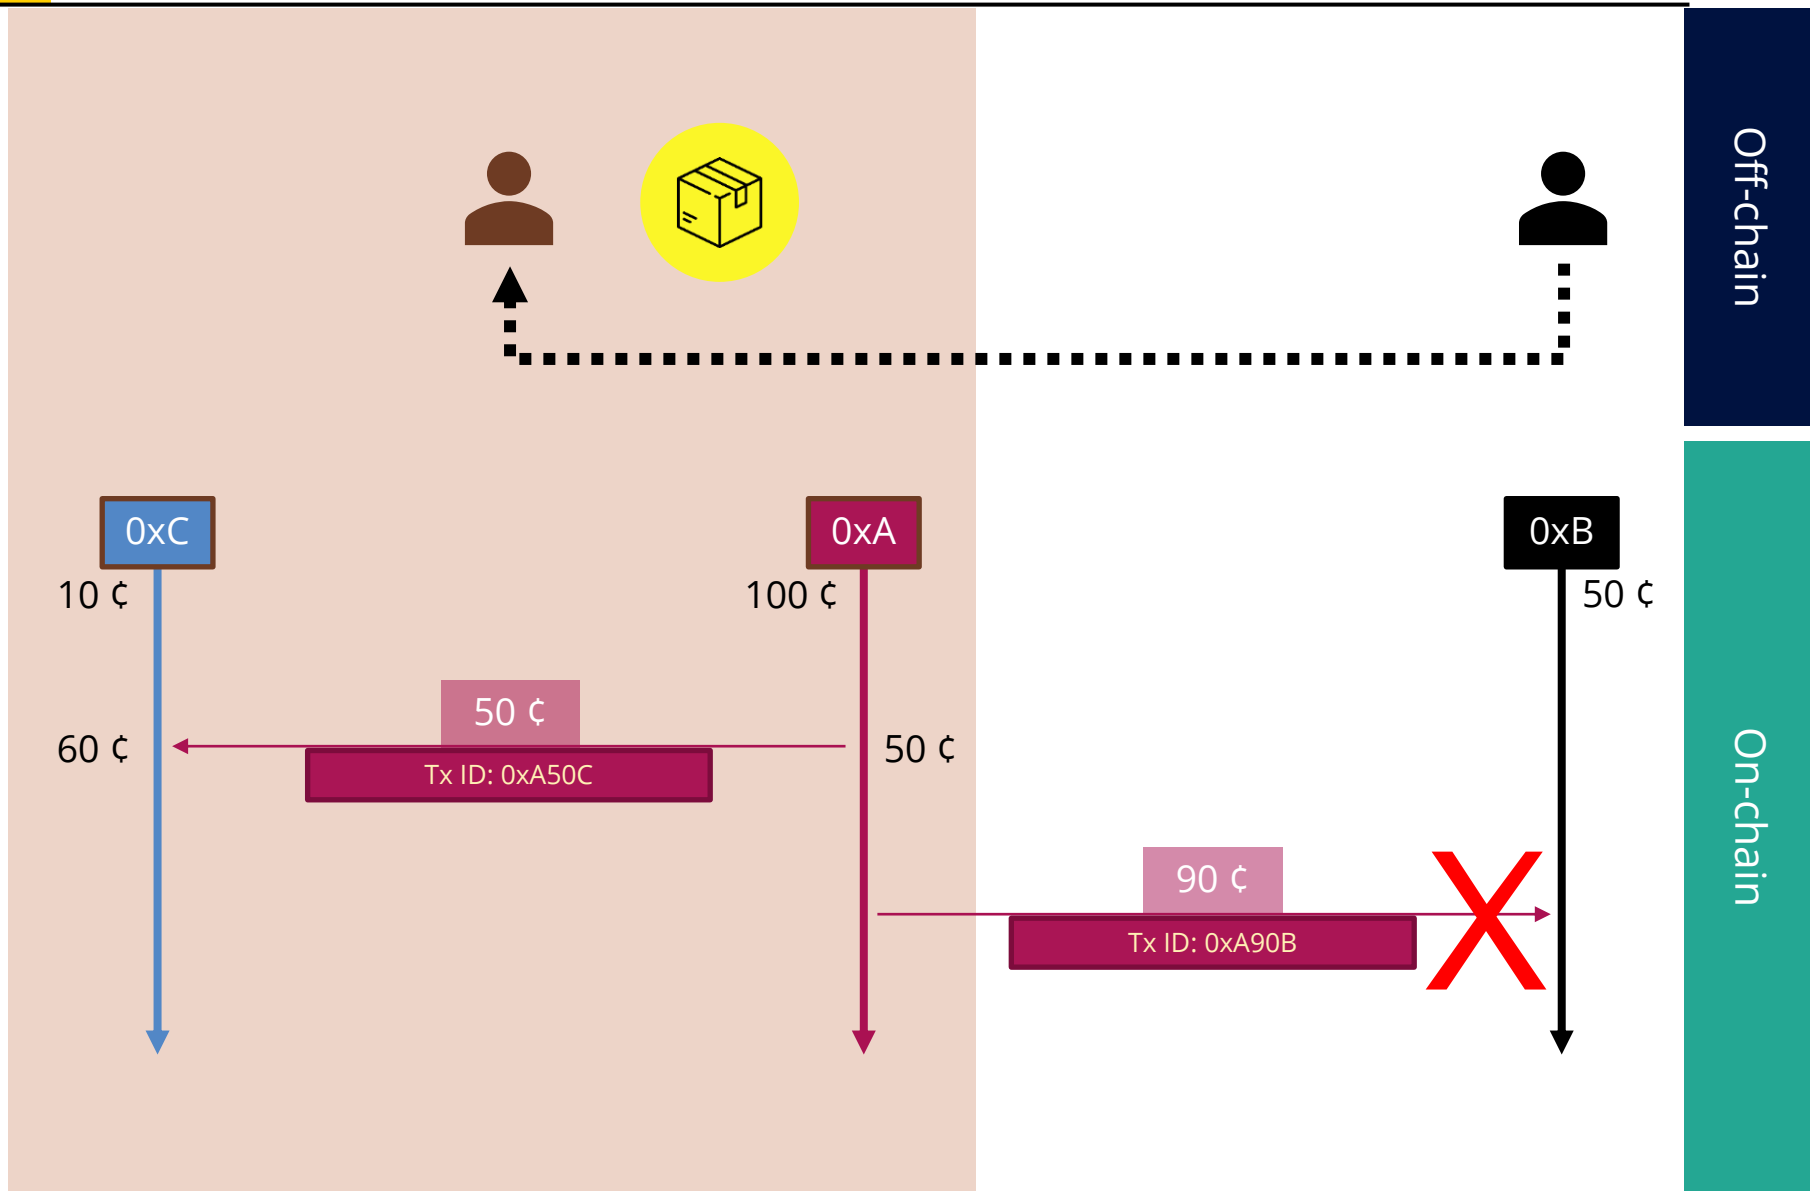 Off-chain
0xC
0xA
0xB
10 ¢
100 ¢
50 ¢
50 ¢
60 ¢
50 ¢
Tx ID: 0xA50C
On-chain
90 ¢
X
Tx ID: 0xA90B